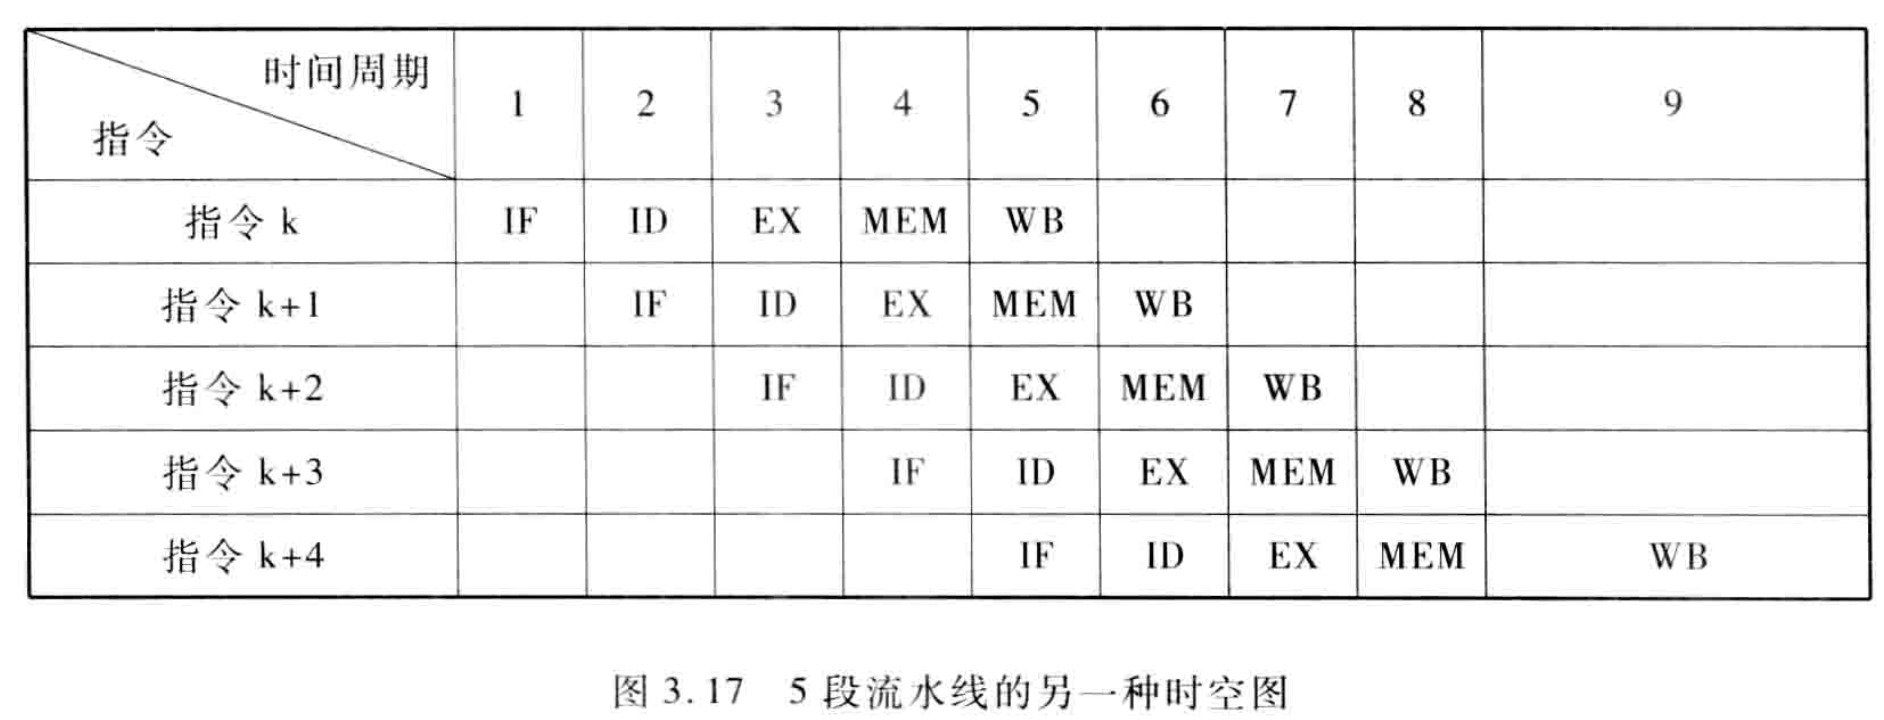 时间周期
指令
1 2 3 4 5 6 7 8 9
指令 k IF ID EX MEM WB
指令 k+1 IF ID EX MEM WB
指令 k+2 IF ID EX MEM WB
指令 k+3 IF ID EX MEM WB
指令 k+4 IF ID EX MEM WB
图 3.17 5 段流水线的另一种时空图